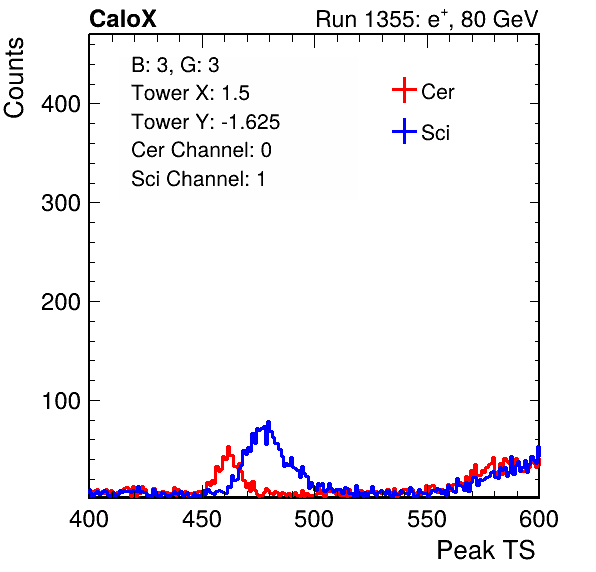 CaloX Run 1355: e+, 80 GeV
Counts
B: 3, G: 3
Tower X: 1.5
Tower Y: -1.625
Cer Channel: 0
Sci Channel: 1
Cer
Sci
400
300
200
100
400 450 500 550 600
Peak TS